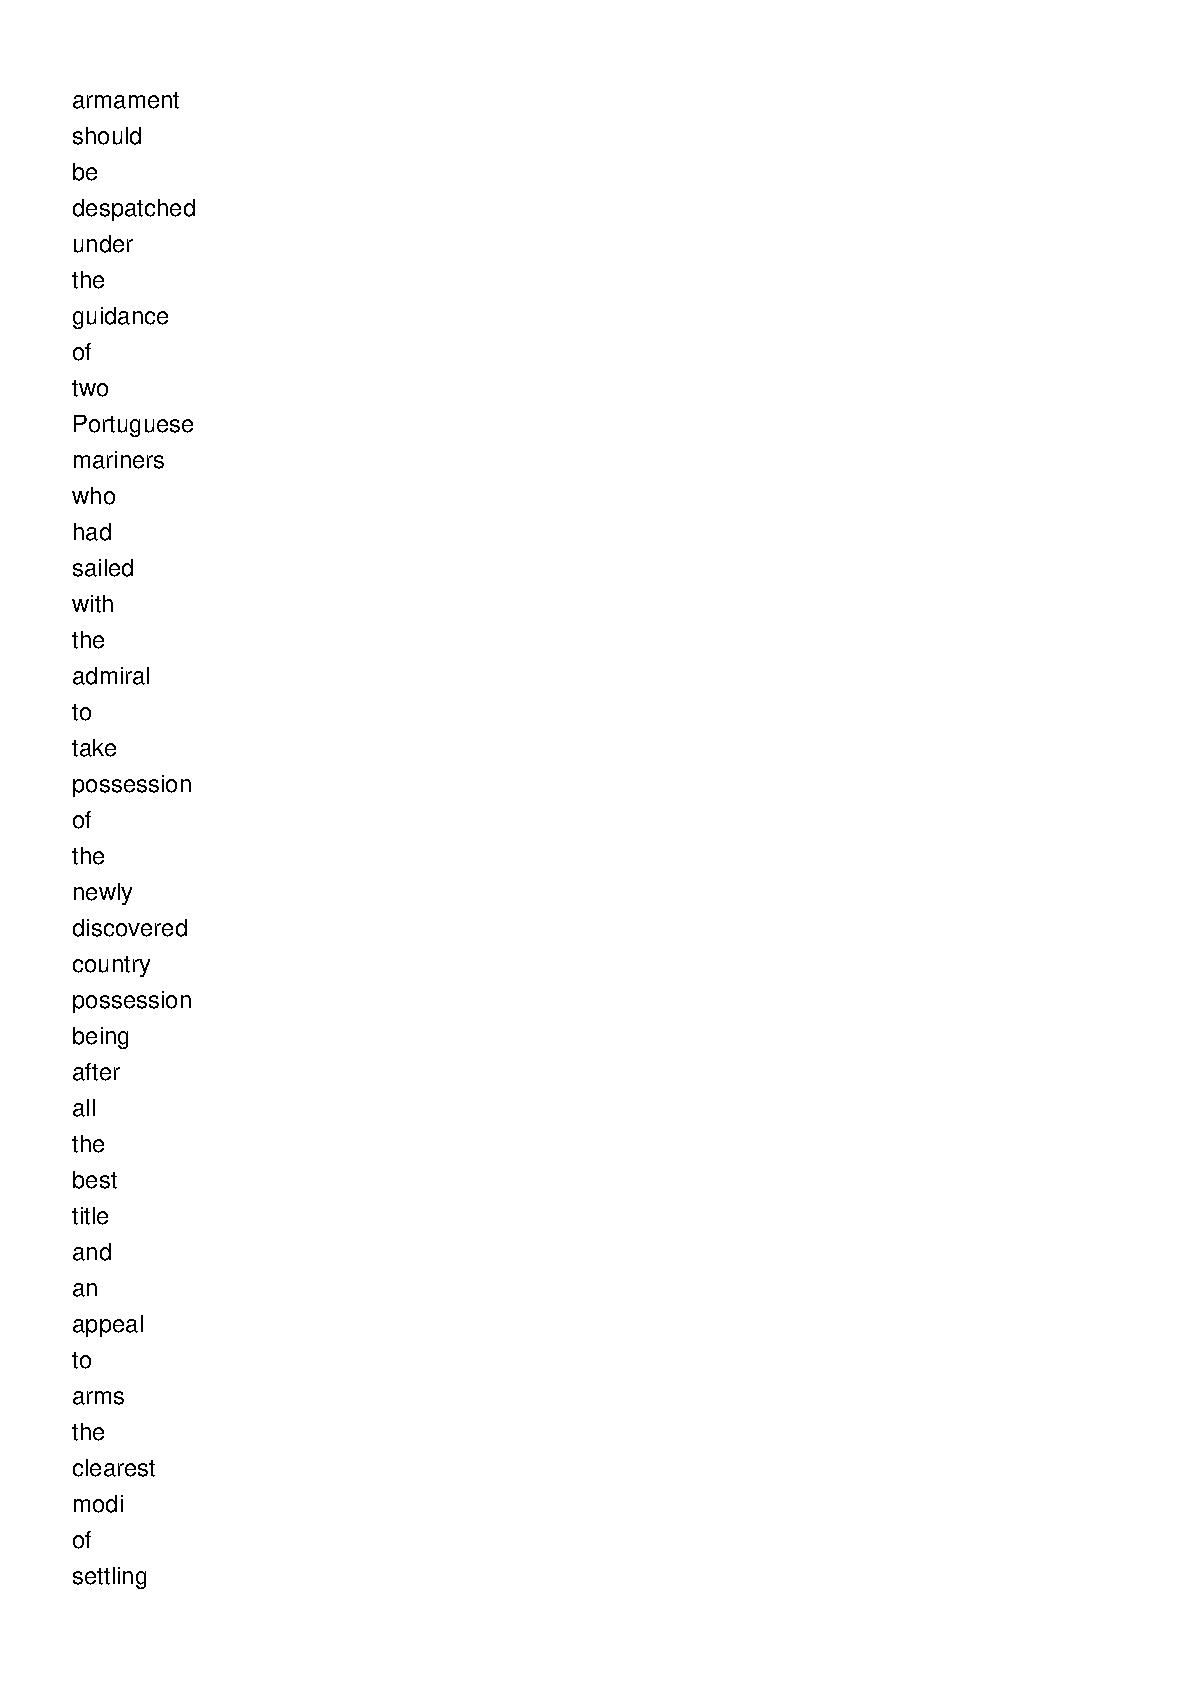 armament
should
be
despatched
under
the
guidance
of
two
Portuguese
mariners
who
had
sailed
with
the
admiral
to
take
possession
of
the
newly
discovered
country
possession
being
after
all
the
best
title
and
an
appeal
to
arms
the
clearest
modi
of
settling